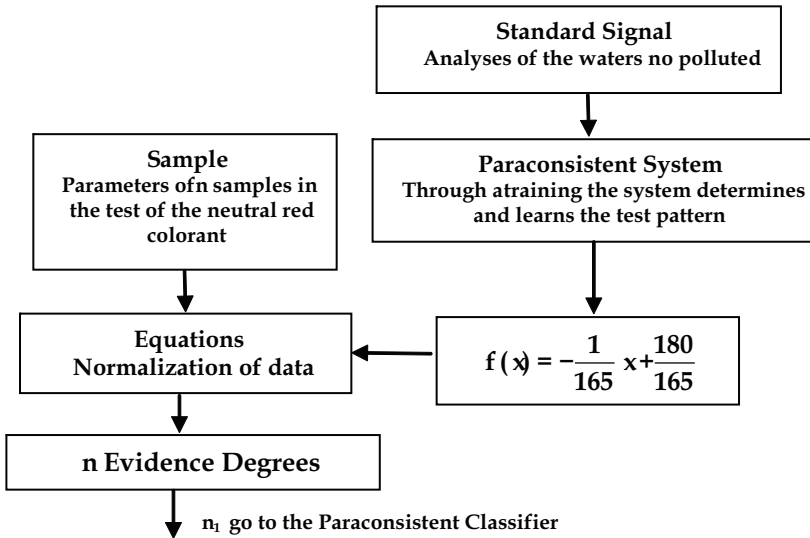 Standard Signal
Analyses of the waters no polluted
Sample
Parameters ofn samples in
the test of the neutral red
colorant
Paraconsistent System
Through atraining the system determines
and learns the test pattern
Equations
Normalization of data
f ( x) = −1/165 x+180/165
n Evidence Degrees
n₁ go to the Paraconsistent Classifier